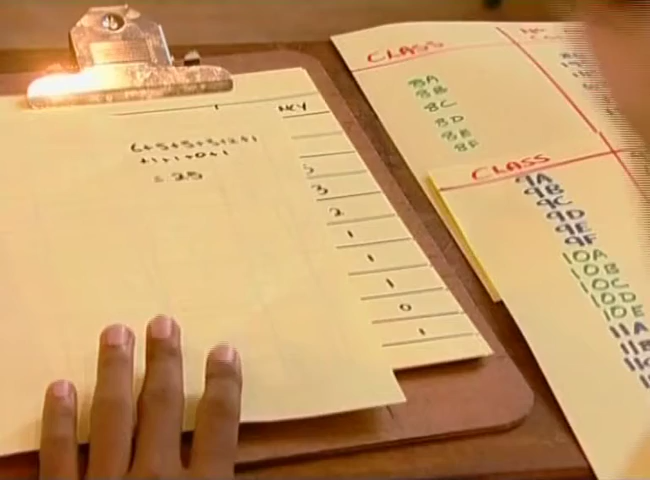 6+5+5+3+2+1
+1+1+0+1
= 25
5
3
2
1
1
1
0
1
CLASS
8A
8B
8C
8D
8E
8F
CLASS
9A
9B
9C
9D
9E
9F
10A
10B
10C
10D
10E
11A